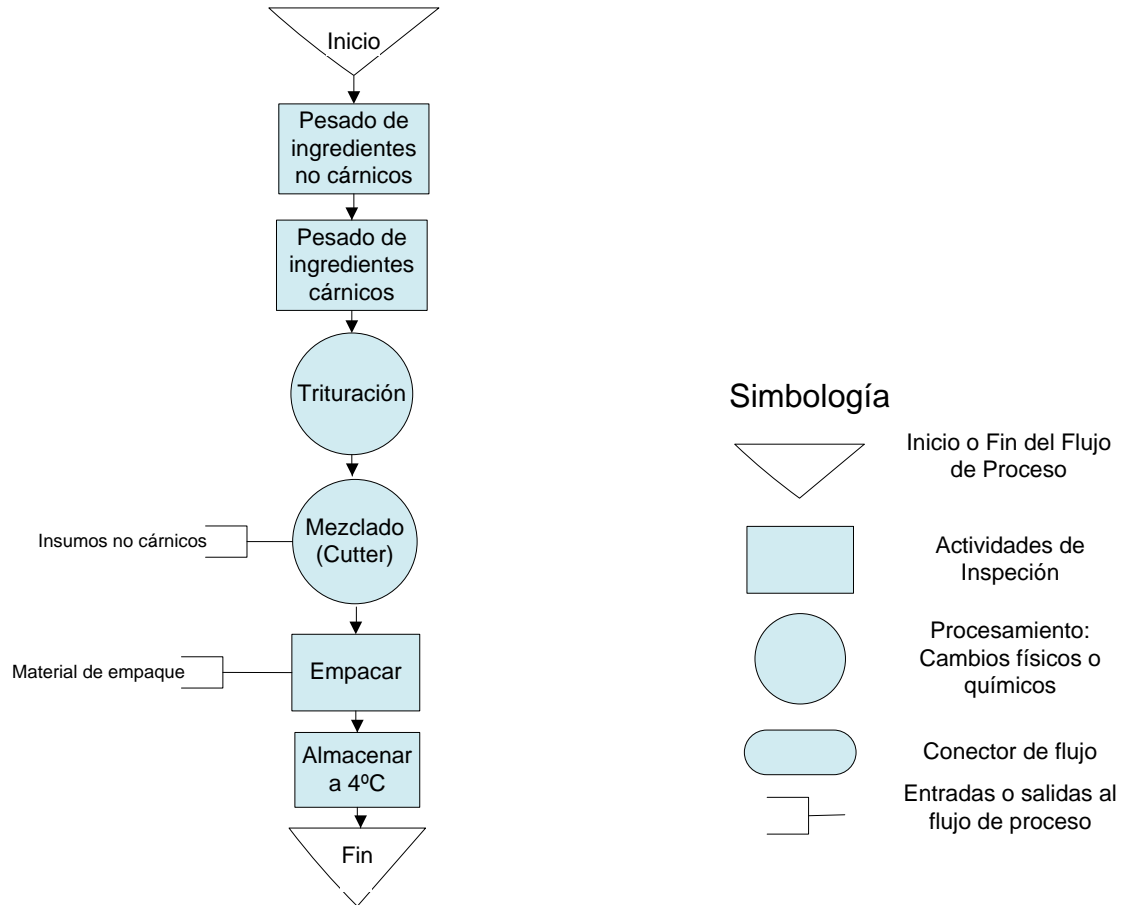 Inicio
Pesado de
ingredientes
no cárnicos
Pesado de
ingredientes
cárnicos
Trituración
Mezclado
(Cutter)
Insumos no cárnicos
Empacar
Material de empaque
Almacenar
a 4ºC
Fin
Simbología
Inicio o Fin del Flujo
de Proceso
Actividades de
Inspeción
Procesamiento:
Cambios físicos o
químicos
Conector de flujo
Entradas o salidas al
flujo de proceso